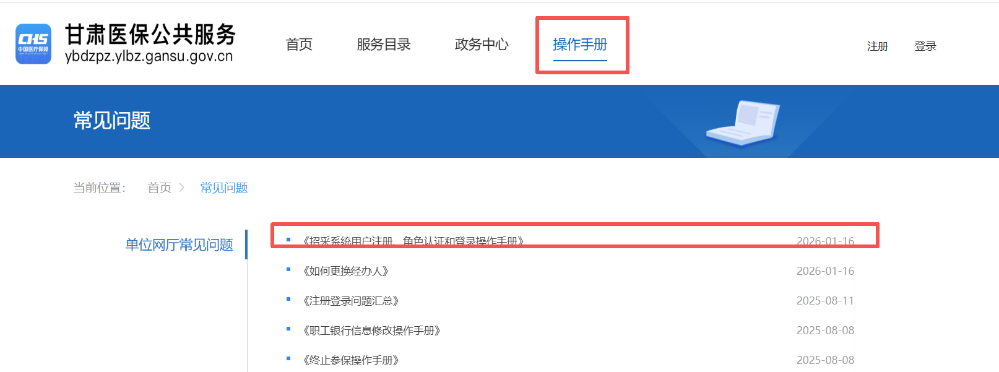 CHS
中国医疗保障
甘肃医保公共服务
ybdzpz.ylbz.gansu.gov.cn
首页
服务目录
政务中心
操作手册
注册
登录
常见问题
当前位置：
首页 >
常见问题
单位网厅常见问题
《招采系统用户注册、角色认证和登录操作手册》 2026-01-16
《如何更换经办人》 2026-01-16
《注册登录问题汇总》 2025-08-11
《职工银行信息修改操作手册》 2025-08-08
《终止参保操作手册》 2025-08-08